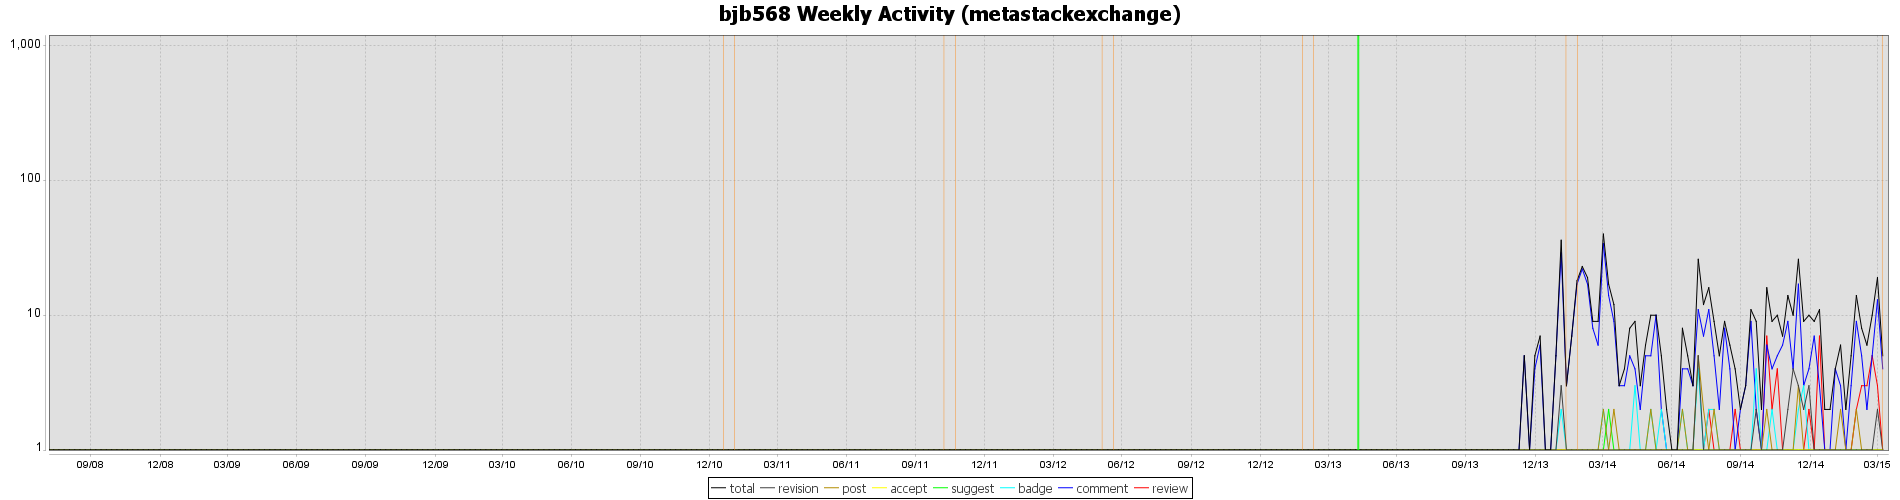 bjb568 Weekly Activity (metastackexchange)
1,000
100
10
1
09/08 12/08 03/09 06/09 09/09 12/09 03/10 06/10 09/10 12/10 03/11 06/11 09/11 12/11 03/12 06/12 09/12 12/12 03/13 06/13 09/13 12/13 03/14 06/14 09/14 12/14 03/15
total revision post accept suggest badge comment review